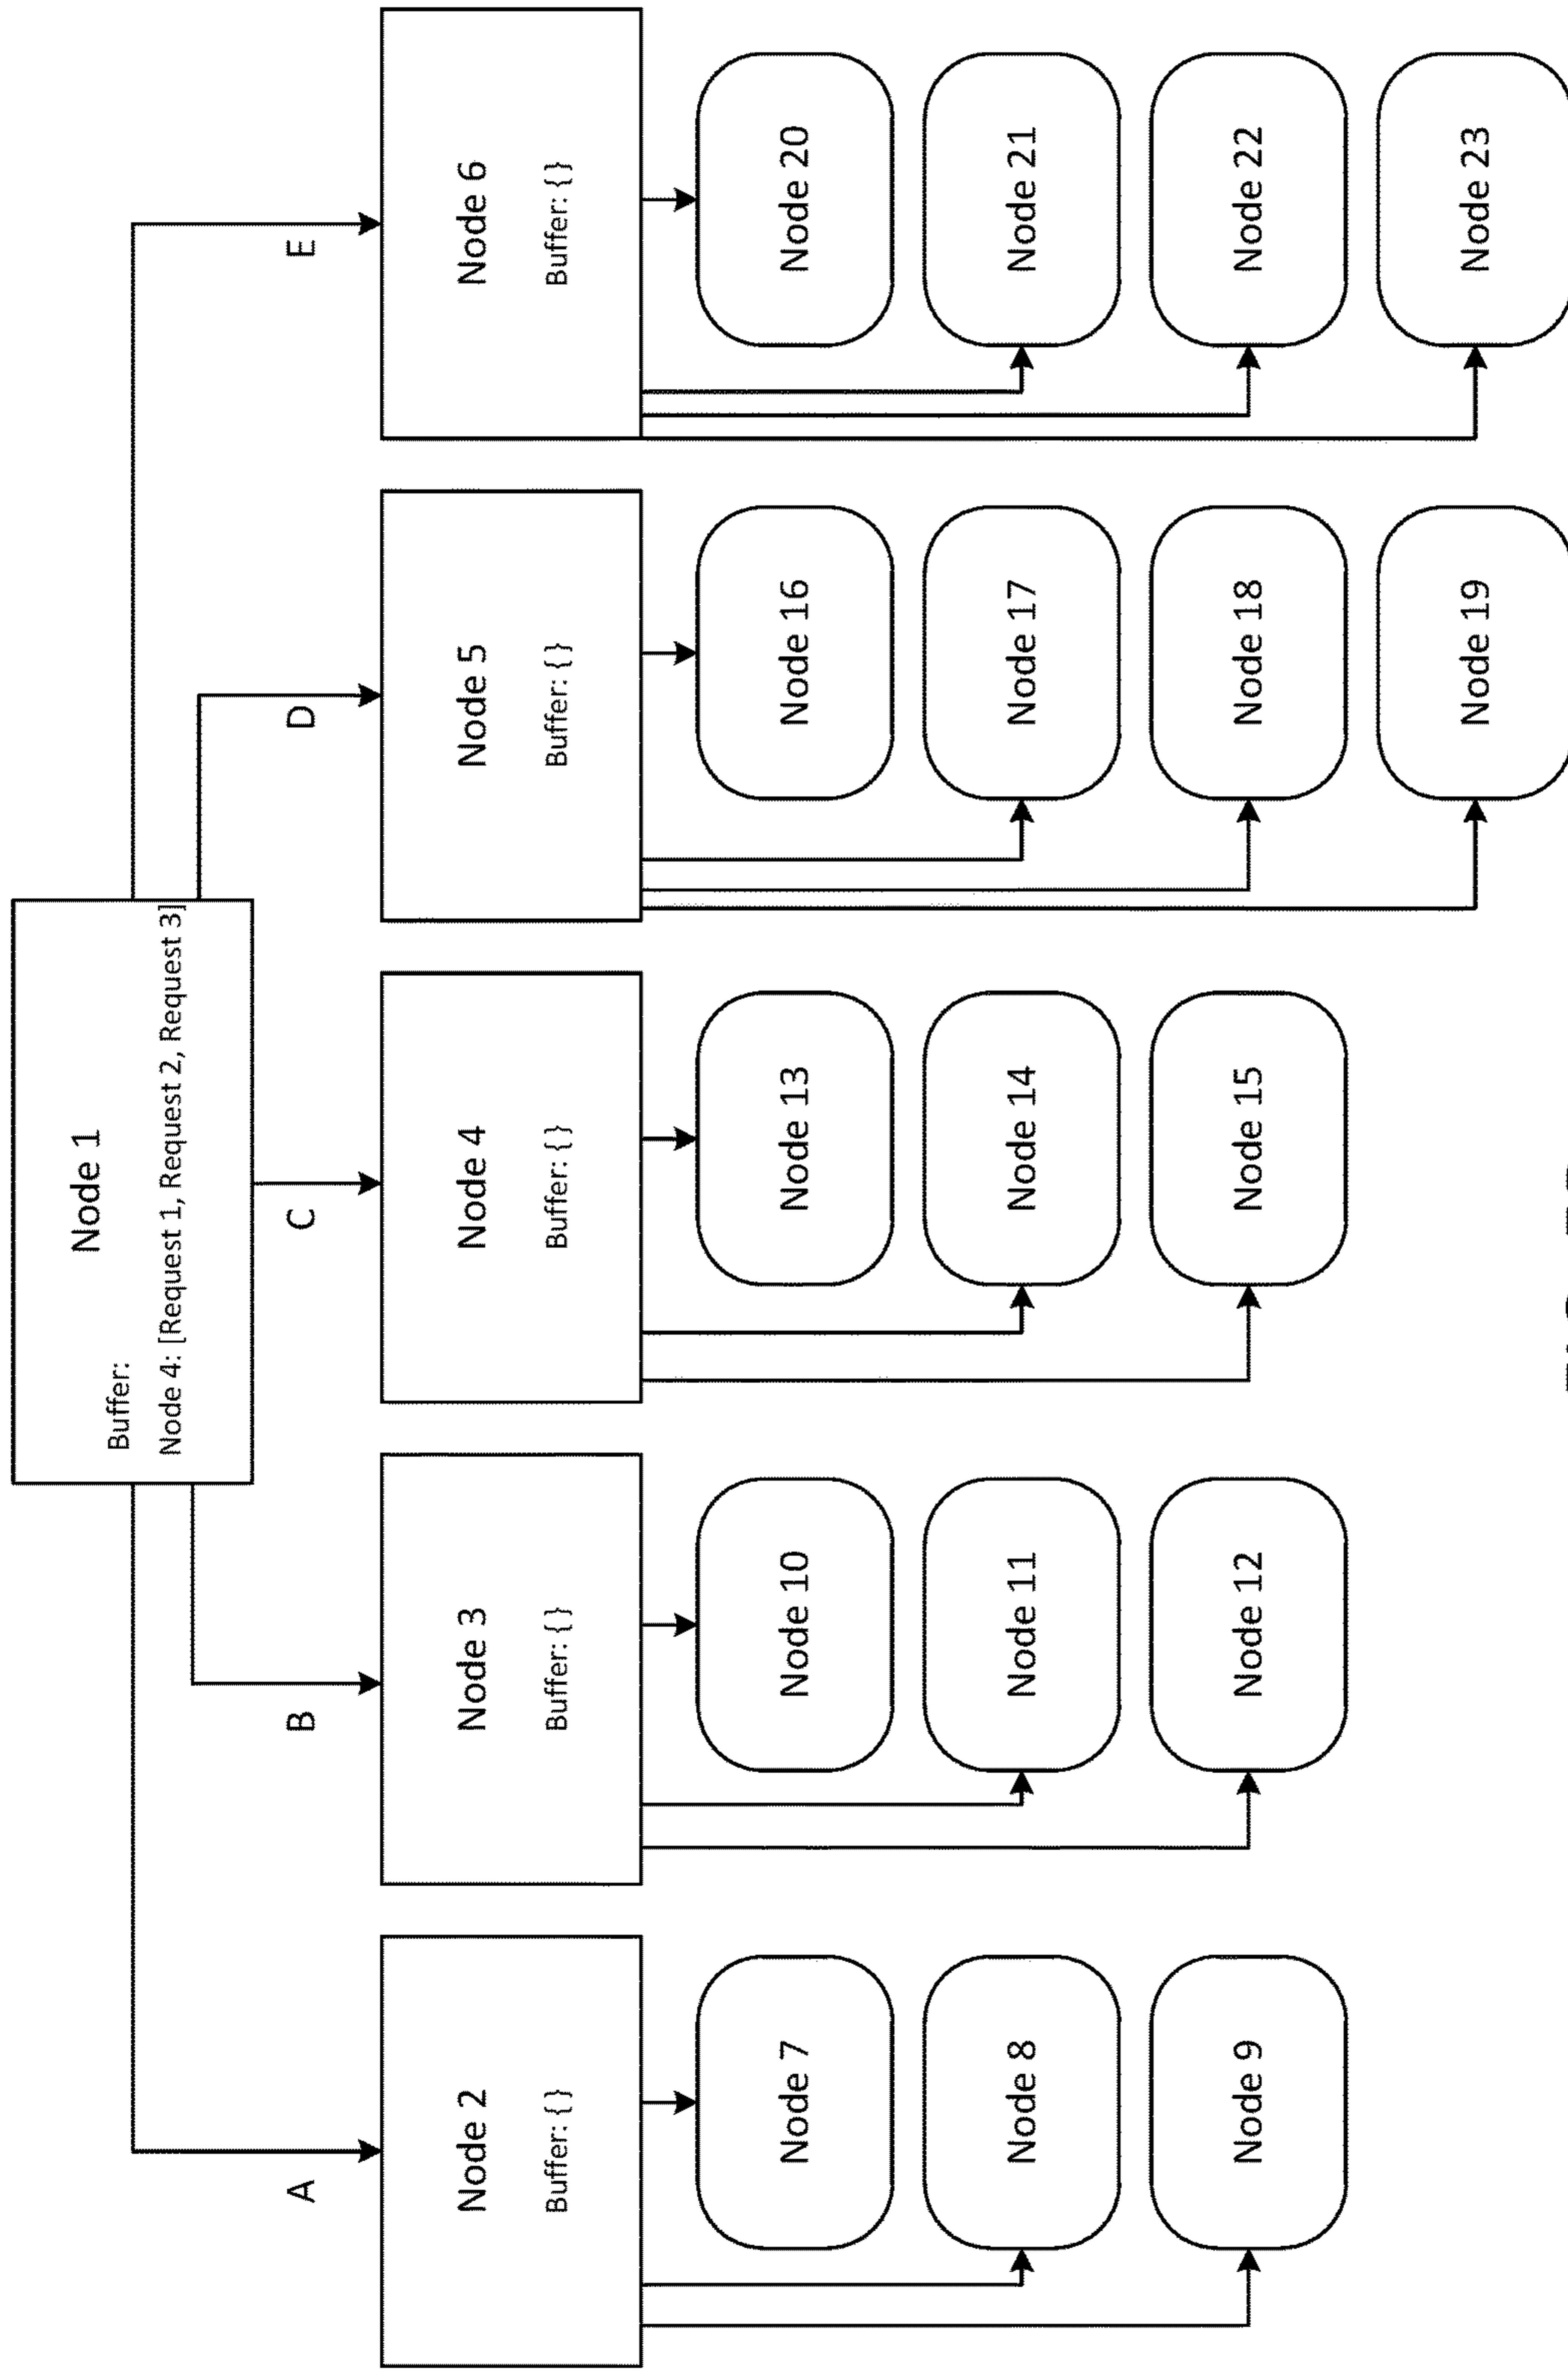 Node 1
Buffer:
Node 4: [Request 1, Request 2, Request 3]
A
B
C
D
E
Node 2
Buffer: { }
Node 3
Buffer: { }
Node 4
Buffer: { }
Node 5
Buffer: { }
Node 6
Buffer: { }
Node 7
Node 8
Node 9
Node 10
Node 11
Node 12
Node 13
Node 14
Node 15
Node 16
Node 17
Node 18
Node 19
Node 20
Node 21
Node 22
Node 23